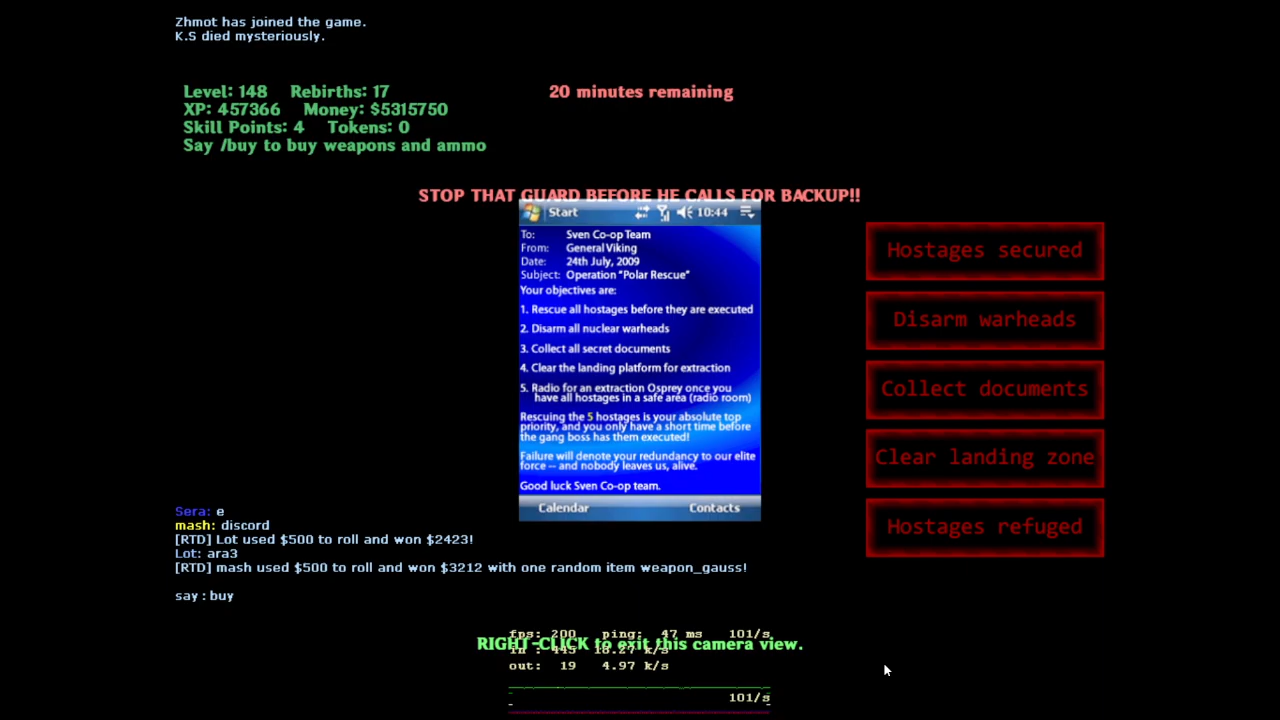 Zhmot has joined the game.
K.S died mysteriously.
Level: 148 Rebirths: 17
XP: 457366 Money: $5315750
Skill Points: 4 Tokens: 0
Say /buy to buy weapons and ammo
20 minutes remaining
STOP THAT GUARD BEFORE HE CALLS FOR BACKUP!!
Start 10:44
To: Sven Co-op Team
From: General Viking
Date: 24th July, 2009
Subject: Operation "Polar Rescue"
Your objectives are:
1. Rescue all hostages before they are executed
2. Disarm all nuclear warheads
3. Collect all secret documents
4. Clear the landing platform for extraction
5. Radio for an extraction Osprey once you
have all hostages in a safe area (radio room)
Rescuing the 5 hostages is your absolute top
priority, and you only have a short time before
the gang boss has them executed!
Failure will denote your redundancy to our elite
force -- and nobody leaves us, alive.
Good luck Sven Co-op team.
Calendar Contacts
Hostages secured
Disarm warheads
Collect documents
Clear landing zone
Hostages refuged
Sera: e
mash: discord
[RTD] Lot used $500 to roll and won $2423!
Lot: ara3
[RTD] mash used $500 to roll and won $3212 with one random item weapon_gauss!
say : buy
fps: 200 ping: 47 ms 101/s
RIGHT-CLICK to exit this camera view.
in : 445 18.27 k/s
out: 19 4.97 k/s
101/s